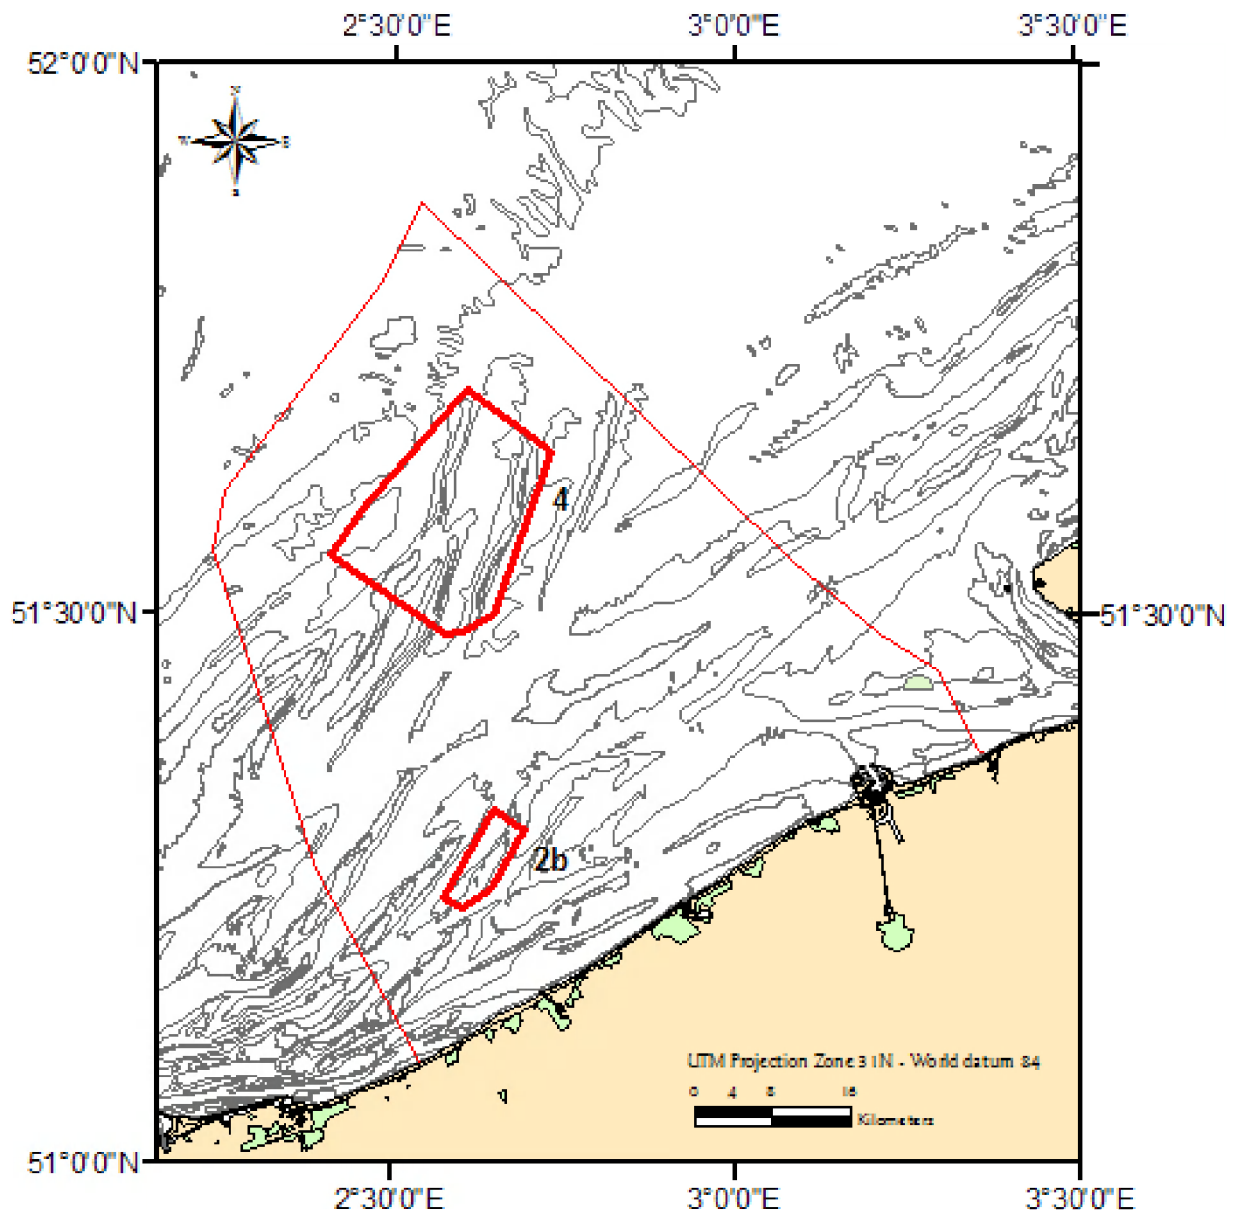 2°30'0"E 3°0'0"E 3°30'0"E
52°0'0"N
N
W E
S
4
51°30'0"N 51°30'0"N
2b
UTM Projection Zone 31N - World datum 84
0 4 8 16
Kilometers
51°0'0"N
2°30'0"E 3°0'0"E 3°30'0"E